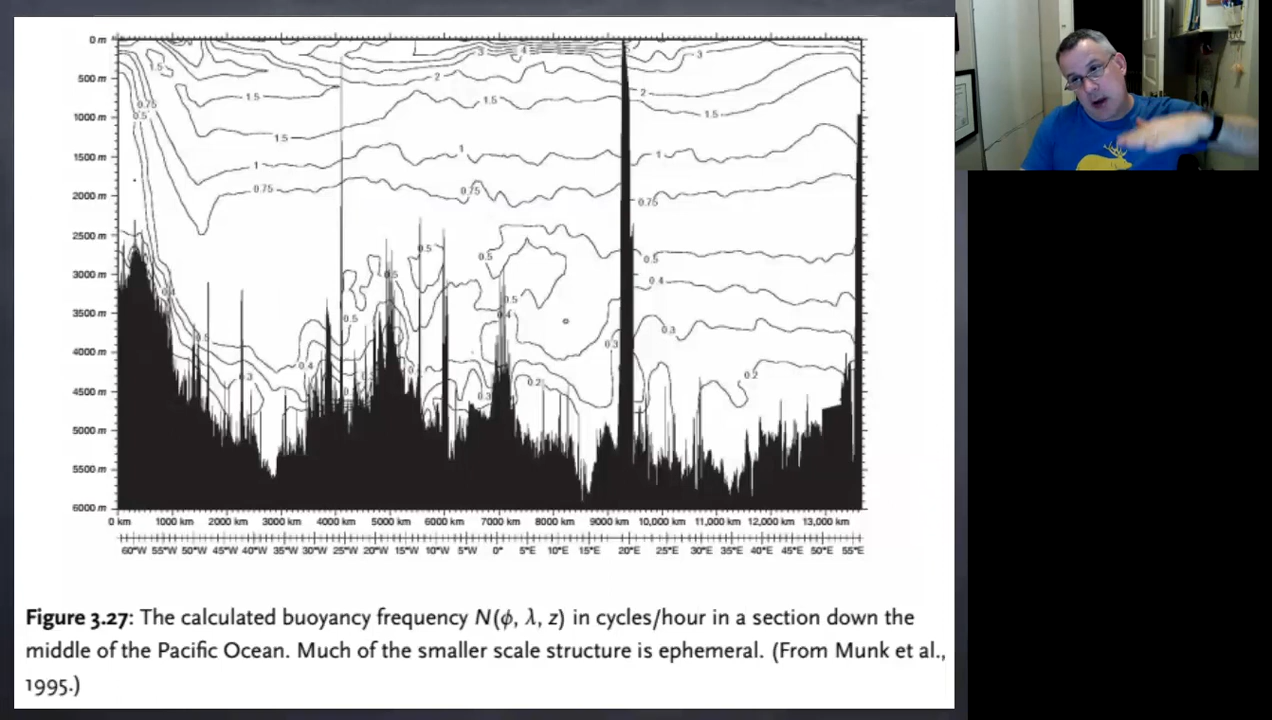 0 m
500 m
1000 m
1500 m
2000 m
2500 m
3000 m
3500 m
4000 m
4500 m
5000 m
5500 m
6000 m
1.5
0.75
0.5
1.5
1.5
1
0.75
3
4
2
1.5
1
0.75
3
2
1.5
1
0.75
0.5
0.5
0.5
0.5
0.5
0.4
0.5
0.4
0.3
0.5
0.4
0.3
0.4
0.3
0.2
0.3
0.2
0 km 1000 km 2000 km 3000 km 4000 km 5000 km 6000 km 7000 km 8000 km 9000 km 10,000 km 11,000 km 12,000 km 13,000 km
60°W 55°W 50°W 45°W 40°W 35°W 30°W 25°W 20°W 15°W 10°W 5°W 0° 5°E 10°E 15°E 20°E 25°E 30°E 35°E 40°E 45°E 50°E 55°E
Figure 3.27: The calculated buoyancy frequency N(ϕ, λ, z) in cycles/hour in a section down the
middle of the Pacific Ocean. Much of the smaller scale structure is ephemeral. (From Munk et al.,
1995.)